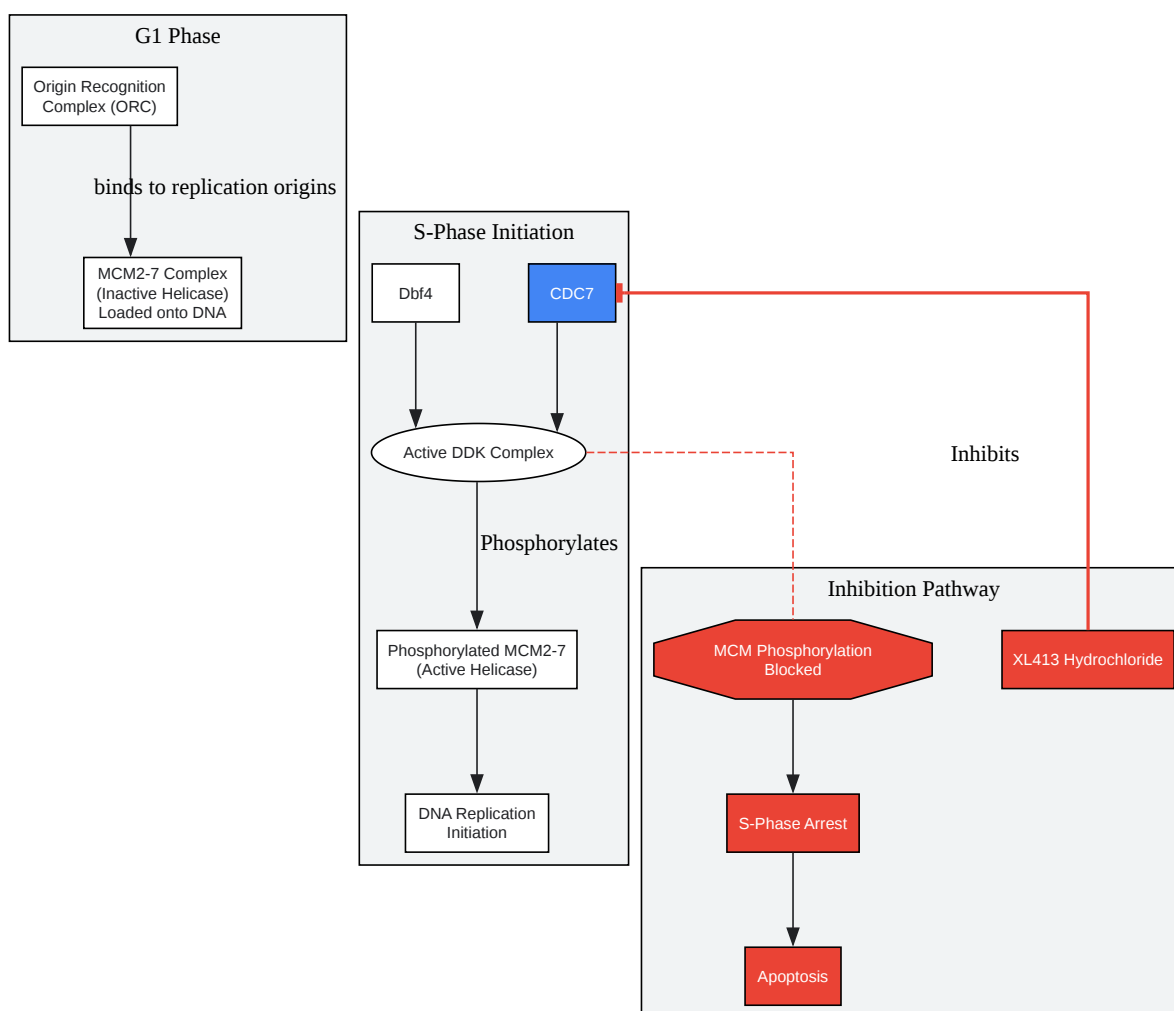 G1 Phase
Origin Recognition
Complex (ORC)
binds to replication origins
MCM2-7 Complex
(Inactive Helicase)
Loaded onto DNA
S-Phase Initiation
Dbf4
CDC7
Active DDK Complex
Phosphorylates
Phosphorylated MCM2-7
(Active Helicase)
DNA Replication
Initiation
Inhibits
Inhibition Pathway
MCM Phosphorylation
Blocked
XL413 Hydrochloride
S-Phase Arrest
Apoptosis